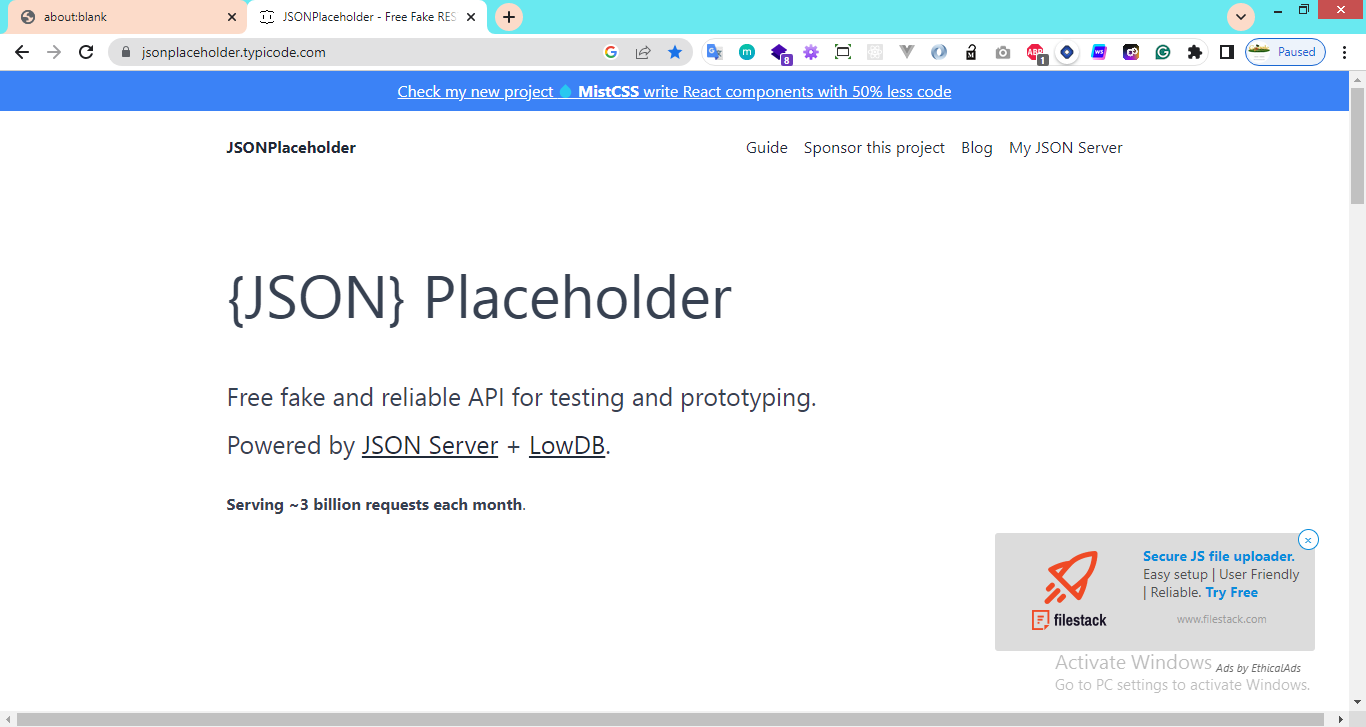 about:blank
JSONPlaceholder - Free Fake RES
jsonplaceholder.typicode.com
8
1
Paused
Check my new project MistCSS write React components with 50% less code
JSONPlaceholder
Guide Sponsor this project Blog My JSON Server
{JSON} Placeholder
Free fake and reliable API for testing and prototyping.
Powered by JSON Server + LowDB.
Serving ~3 billion requests each month.
Secure JS file uploader.
Easy setup | User Friendly
| Reliable. Try Free
filestack
www.filestack.com
Activate Windows
Ads by EthicalAds
Go to PC settings to activate Windows.